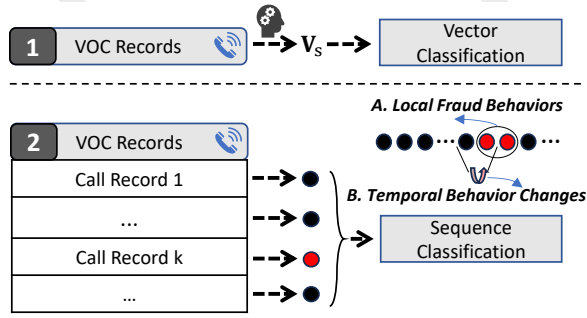 1 VOC Records
Vs
Vector
Classification
A. Local Fraud Behaviors
...
...
2 VOC Records
B. Temporal Behavior Changes
Call Record 1
...
Call Record k
...
Sequence
Classification